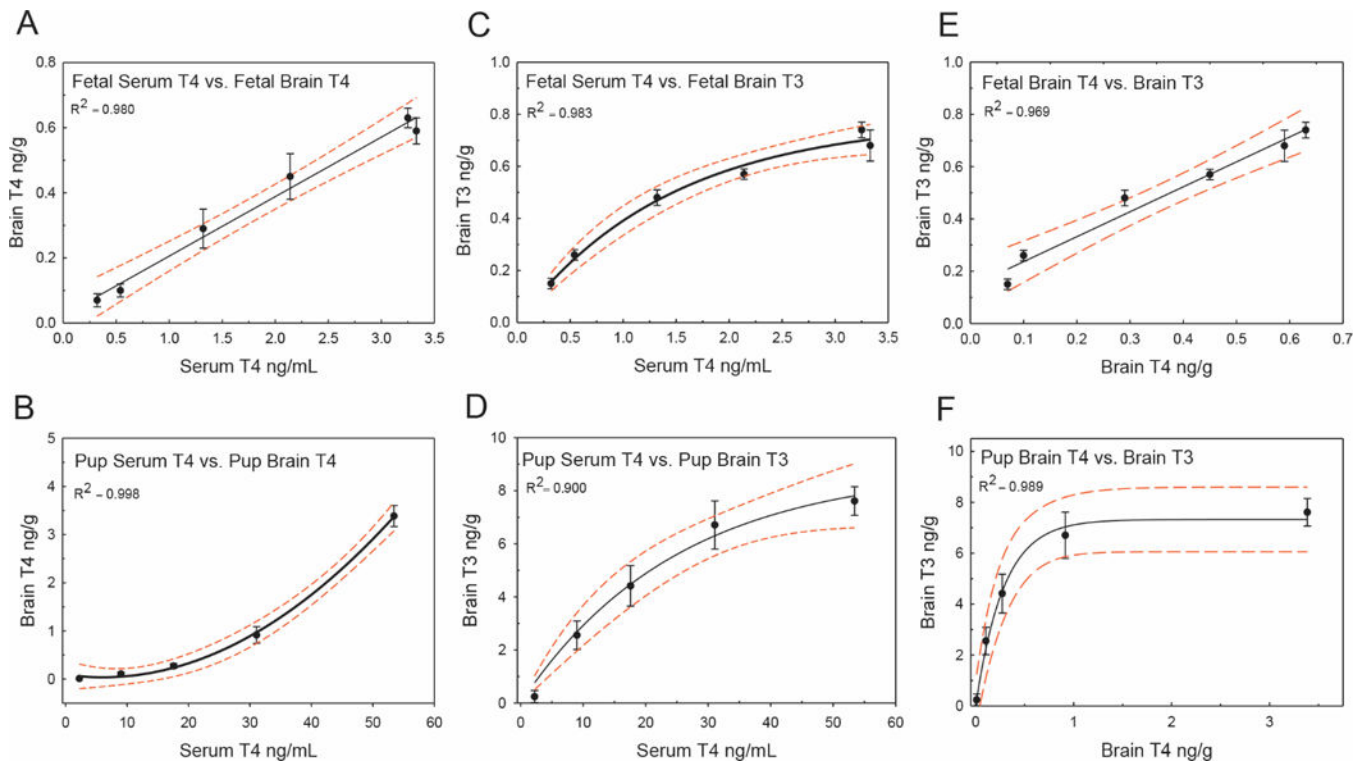 A
Fetal Serum T4 vs. Fetal Brain T4
R2 – 0.980
Brain T4 ng/g
0.8
0.6
0.4
0.2
0.0
0.0 0.5 1.0 1.5 2.0 2.5 3.0 3.5
Serum T4 ng/mL
C
Fetal Serum T4 vs. Fetal Brain T3
R2 – 0.983
Brain T3 ng/g
1.0
0.8
0.6
0.4
0.2
0.0
0.0 0.5 1.0 1.5 2.0 2.5 3.0 3.5
Serum T4 ng/mL
E
Fetal Brain T4 vs. Brain T3
R2 – 0.969
Brain T3 ng/g
1.0
0.8
0.6
0.4
0.2
0.0
0.0 0.1 0.2 0.3 0.4 0.5 0.6 0.7
Brain T4 ng/g
B
Pup Serum T4 vs. Pup Brain T4
R2 – 0.998
Brain T4 ng/g
5
4
3
2
1
0
0 10 20 30 40 50 60
Serum T4 ng/mL
D
Pup Serum T4 vs. Pup Brain T3
R2= 0.900
Brain T3 ng/g
10
8
6
4
2
0
0 10 20 30 40 50 60
Serum T4 ng/mL
F
Pup Brain T4 vs. Brain T3
R2 – 0.989
Brain T3 ng/g
10
8
6
4
2
0
0 1 2 3
Brain T4 ng/g